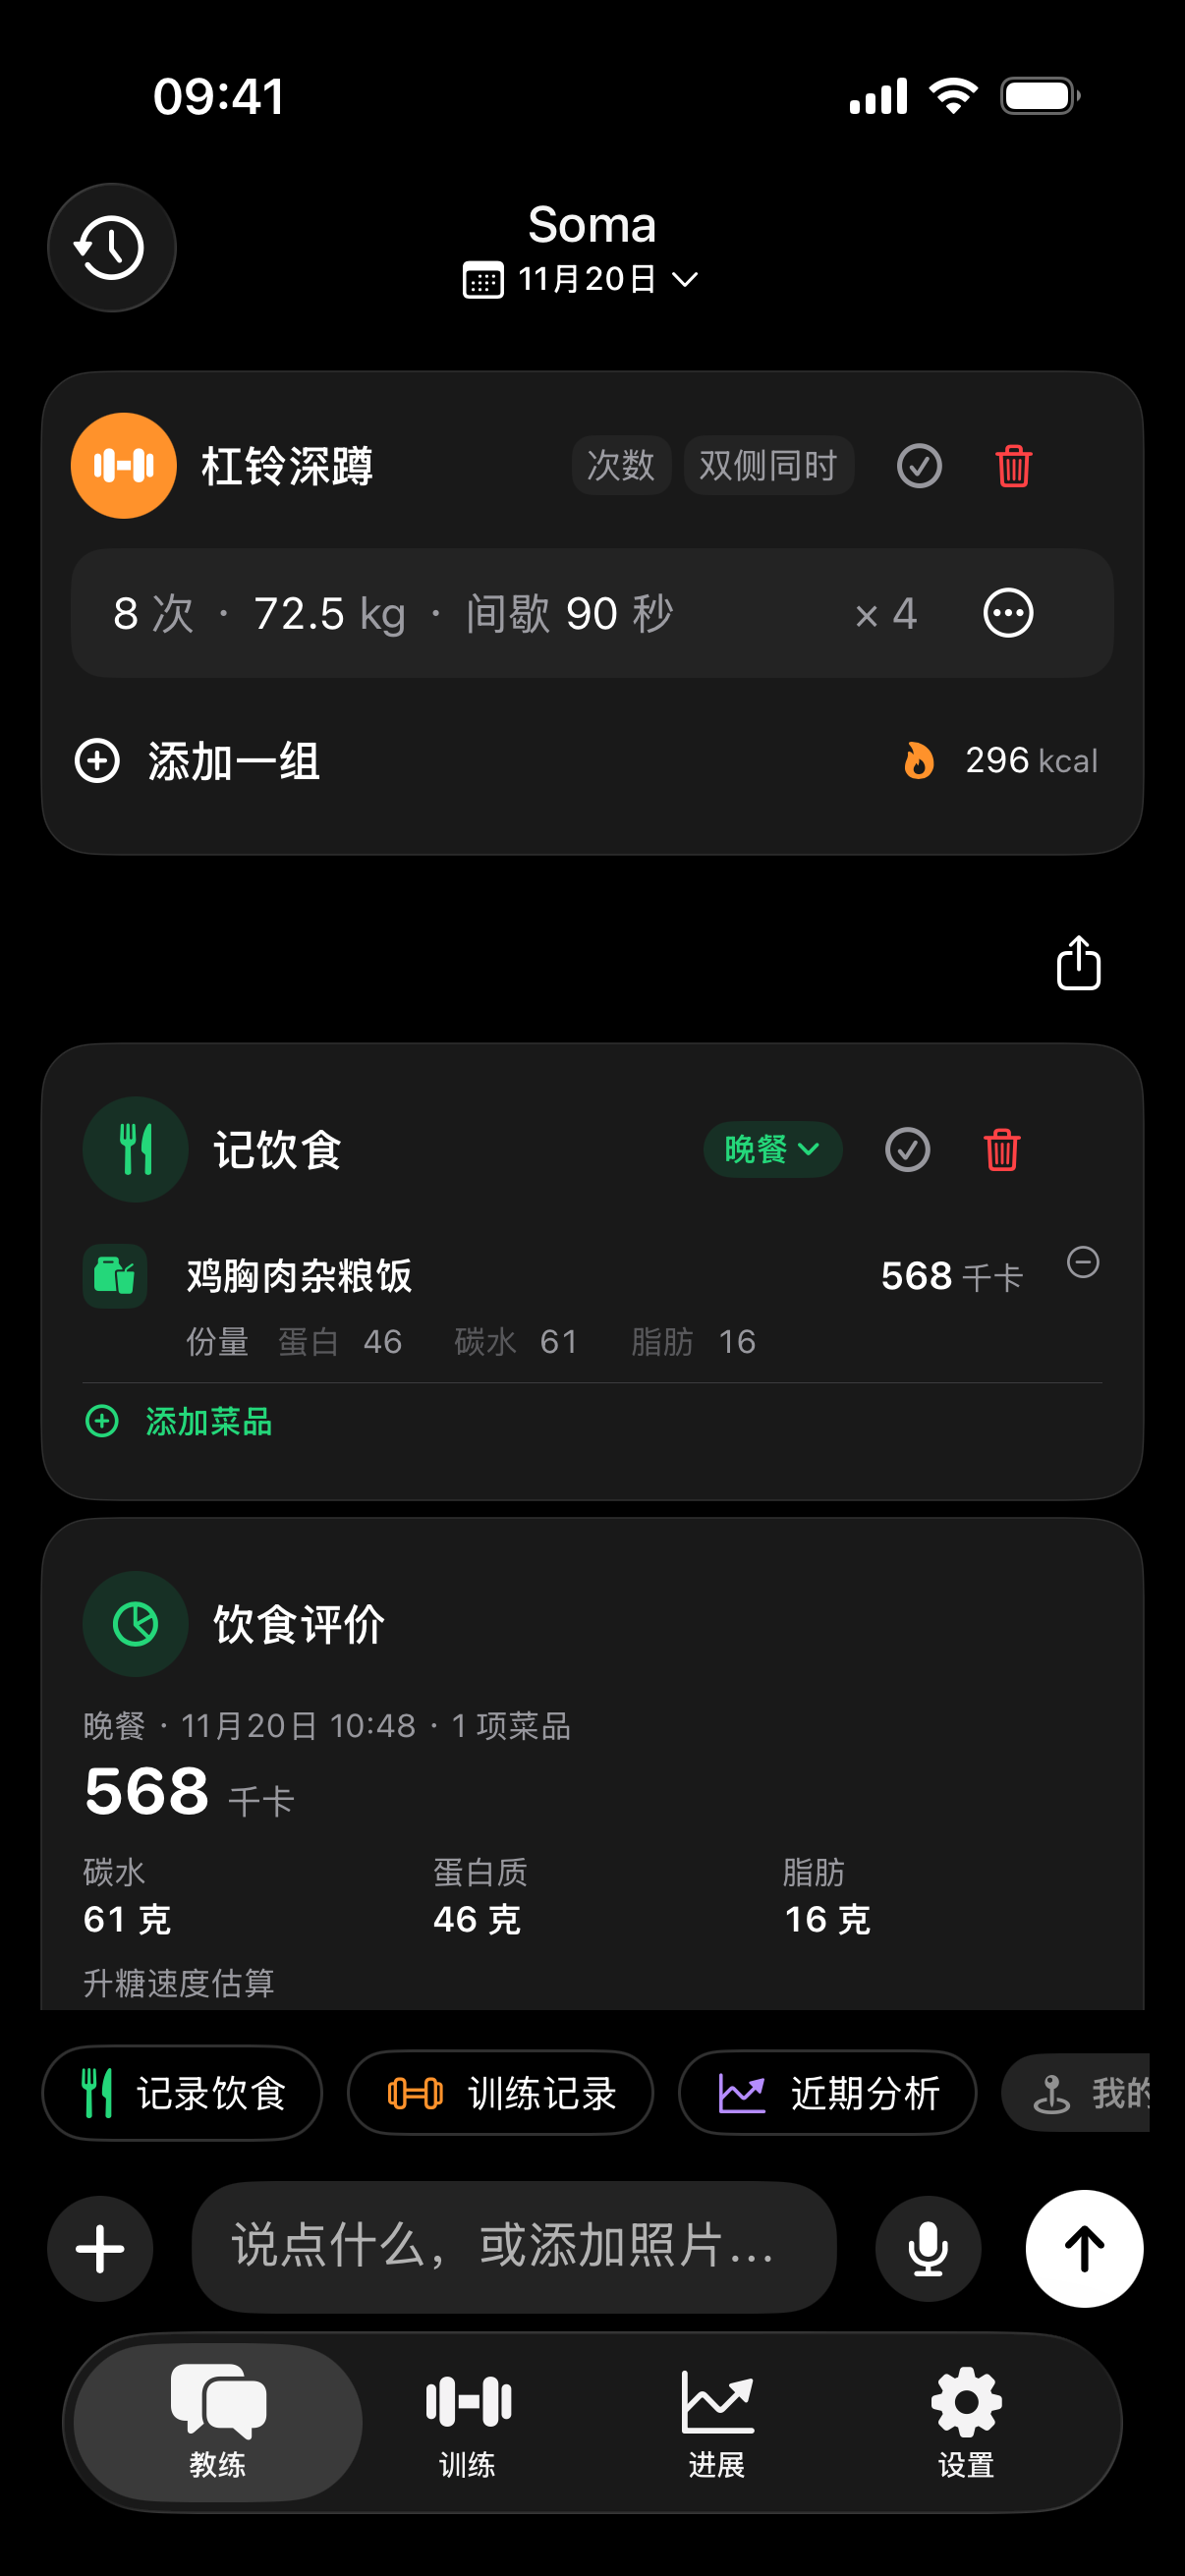 09:41
Soma
11月20日
杠铃深蹲 次数 双侧同时
8 次 · 72.5 kg · 间歇 90 秒 × 4
添加一组 296 kcal
记饮食 晚餐
鸡胸肉杂粮饭 568 千卡
份量 蛋白 46 碳水 61 脂肪 16
添加菜品
饮食评价
晚餐 · 11月20日 10:48 · 1 项菜品
568 千卡
碳水 蛋白质 脂肪
61 克 46 克 16 克
升糖速度估算
记录饮食 训练记录 近期分析 我的
说点什么，或添加照片...
教练 训练 进展 设置